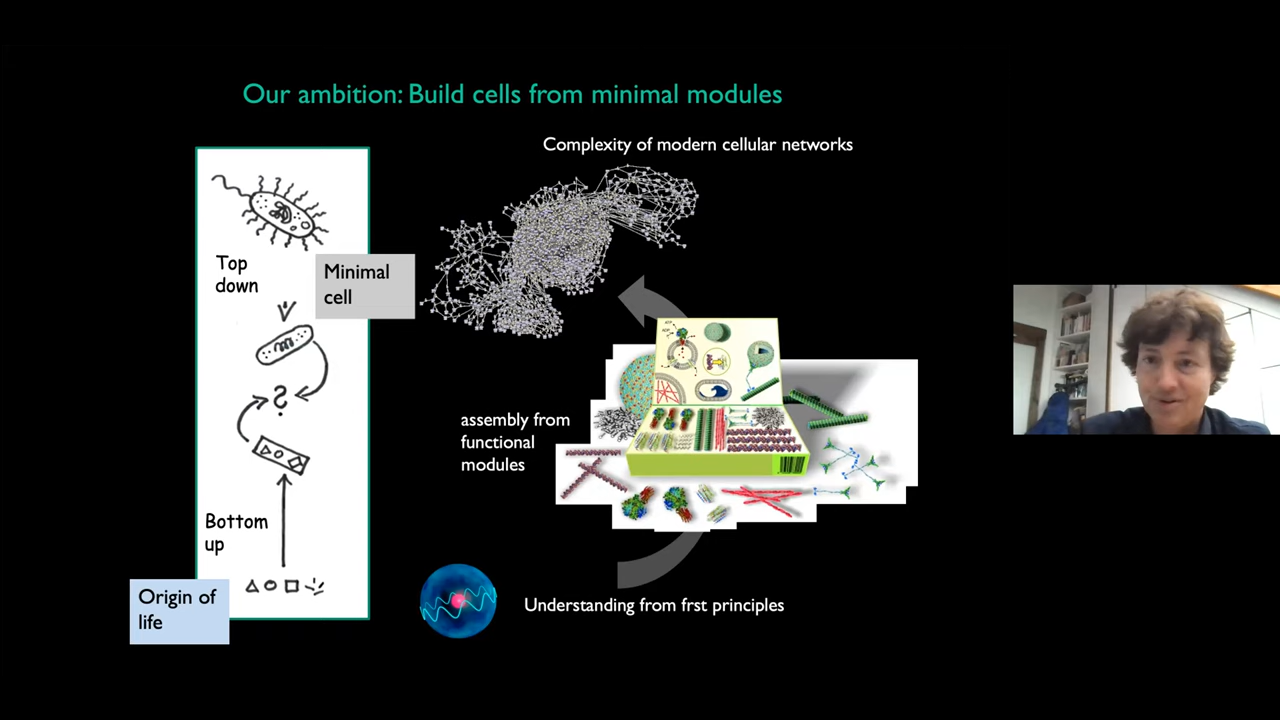 Our ambition: Build cells from minimal modules
Complexity of modern cellular networks
Top
down
Minimal
cell
?
assembly from
functional
modules
Bottom
up
Origin of
life
Understanding from frst principles